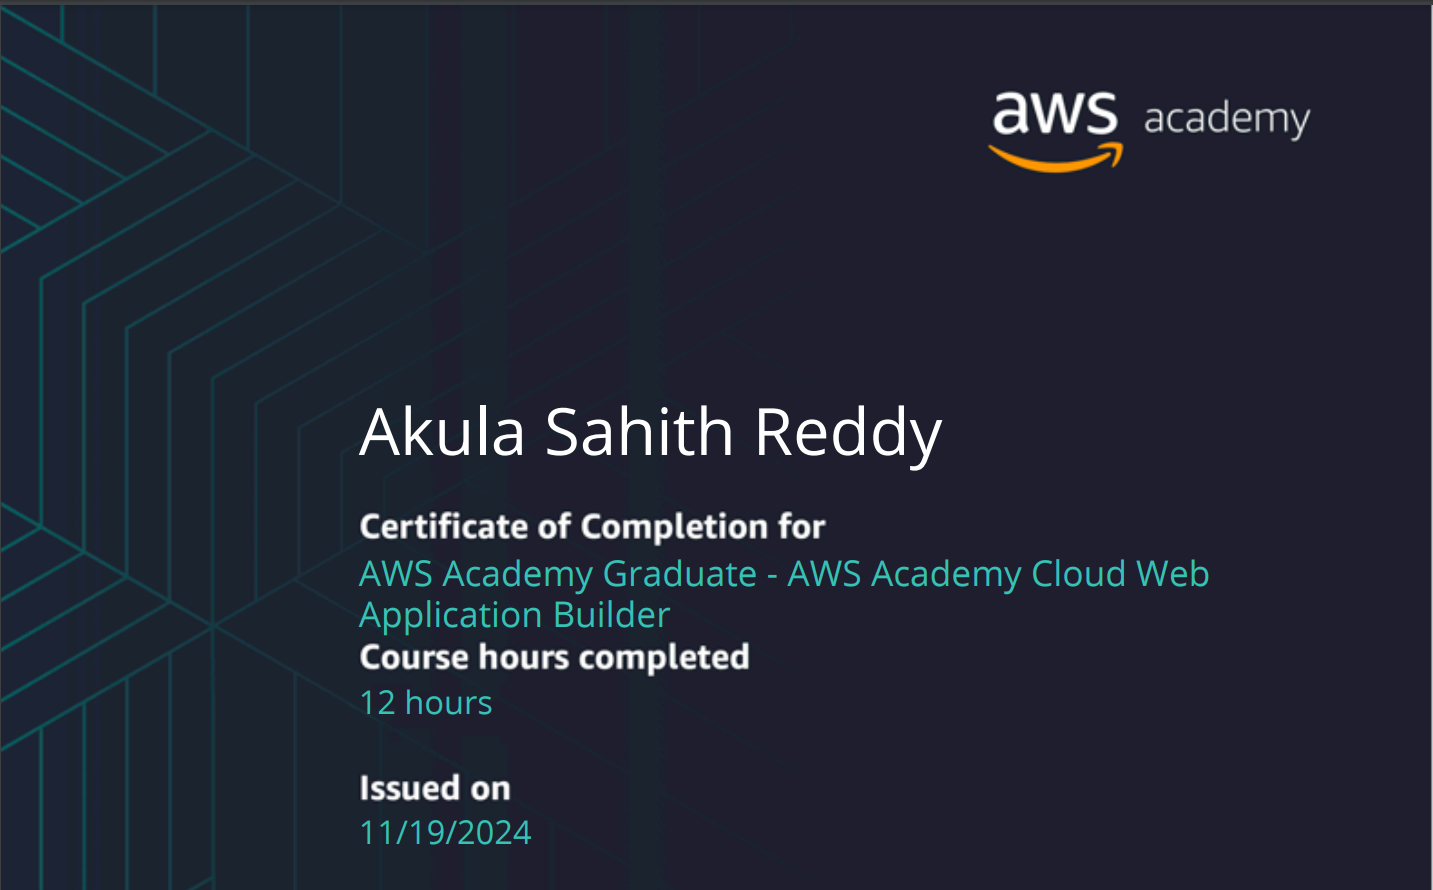 aws academy
Akula Sahith Reddy
Certificate of Completion for
AWS Academy Graduate - AWS Academy Cloud Web
Application Builder
Course hours completed
12 hours
Issued on
11/19/2024